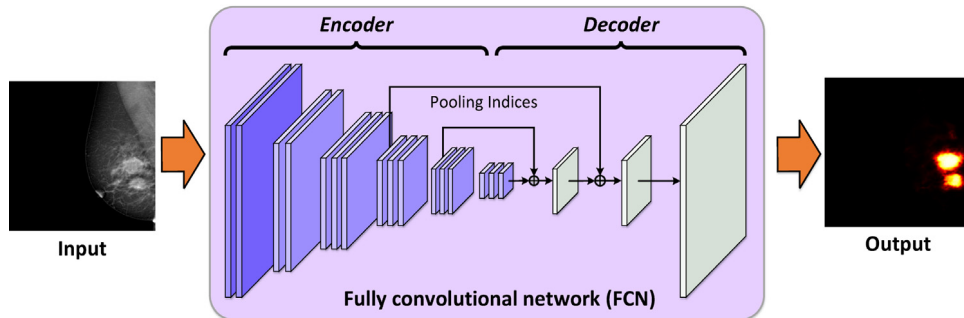 Encoder
Decoder
Pooling Indices
Input
Output
Fully convolutional network (FCN)